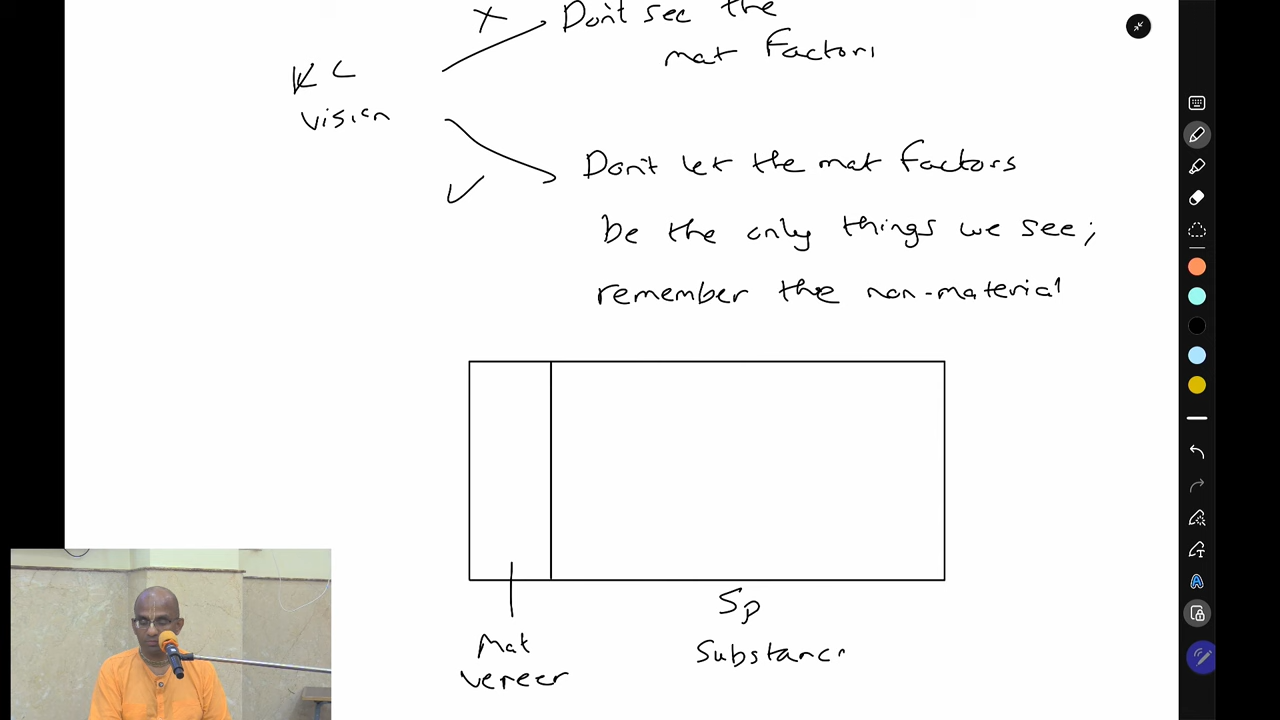 Don't see the
mat factors
KC
vision
Don't let the mat factors
be the only things we see;
remember the non-material
Sp
Substance
Mat
veneer